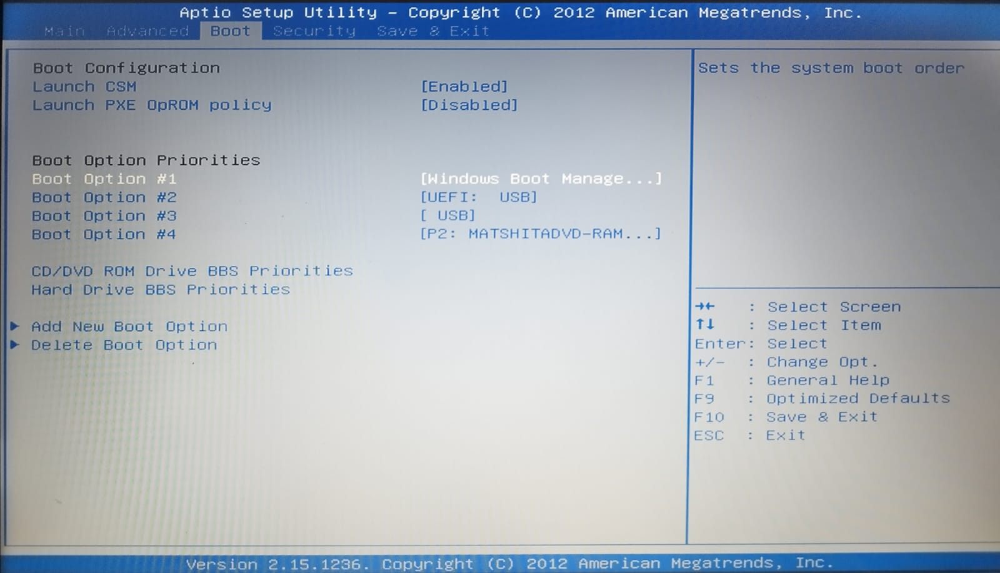 Aptio Setup Utility – Copyright (C) 2012 American Megatrends, Inc.
Main Advanced Boot Security Save & Exit
Boot Configuration
Launch CSM [Enabled]
Launch PXE OpROM policy [Disabled]
Boot Option Priorities
Boot Option #1 [Windows Boot Manage...]
Boot Option #2 [UEFI: USB]
Boot Option #3 [ USB]
Boot Option #4 [P2: MATSHITADVD-RAM...]
CD/DVD ROM Drive BBS Priorities
Hard Drive BBS Priorities
Add New Boot Option
Delete Boot Option
Sets the system boot order
→← : Select Screen
↑↓ : Select Item
Enter: Select
+/- : Change Opt.
F1 : General Help
F9 : Optimized Defaults
F10 : Save & Exit
ESC : Exit
Version 2.15.1236. Copyright (C) 2012 American Megatrends, Inc.